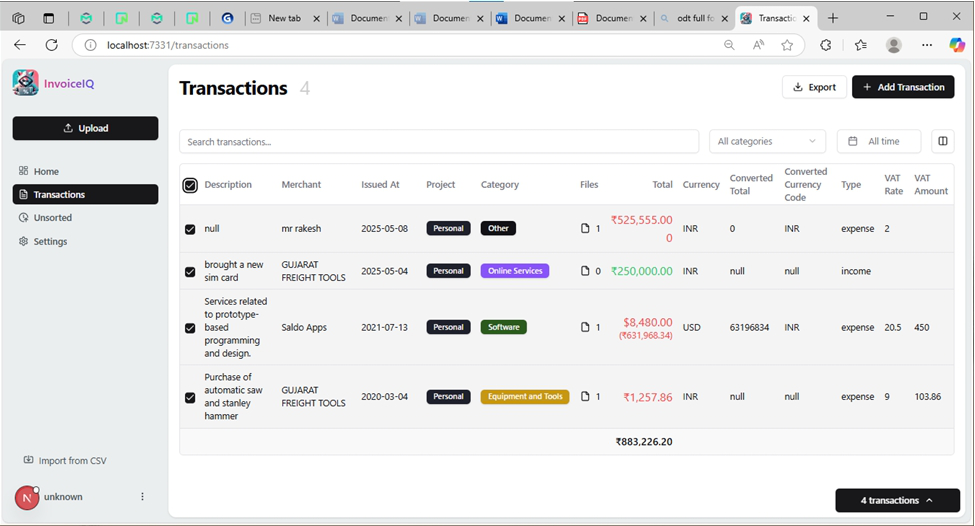 New tab
Documen
Documen
Documen
Documen
odt full fo
Transactio
localhost:7331/transactions
InvoiceIQ
Upload
Home
Transactions
Unsorted
Settings
Import from CSV
N
unknown
Transactions 4
Export
+ Add Transaction
Search transactions...
All categories
All time
Description Merchant Issued At Project Category Files Total Currency Converted Total Converted Currency Code Type VAT Rate VAT Amount
null mr rakesh 2025-05-08 Personal Other 1 ₹525,555.00 INR 0 INR expense 2
0
brought a new
sim card
GUJARAT
FREIGHT TOOLS
2025-05-04 Personal Online Services 0 ₹250,000.00 INR null null income
Services related
to prototype-
based
programming
and design.
Saldo Apps 2021-07-13 Personal Software 1 $8,480.00 USD 63196834 INR expense 20.5 450
(₹631,968.34)
Purchase of
automatic saw
and stanley
hammer
GUJARAT
FREIGHT TOOLS
2020-03-04 Personal Equipment and Tools 1 ₹1,257.86 INR null null expense 9 103.86
₹883,226.20
4 transactions